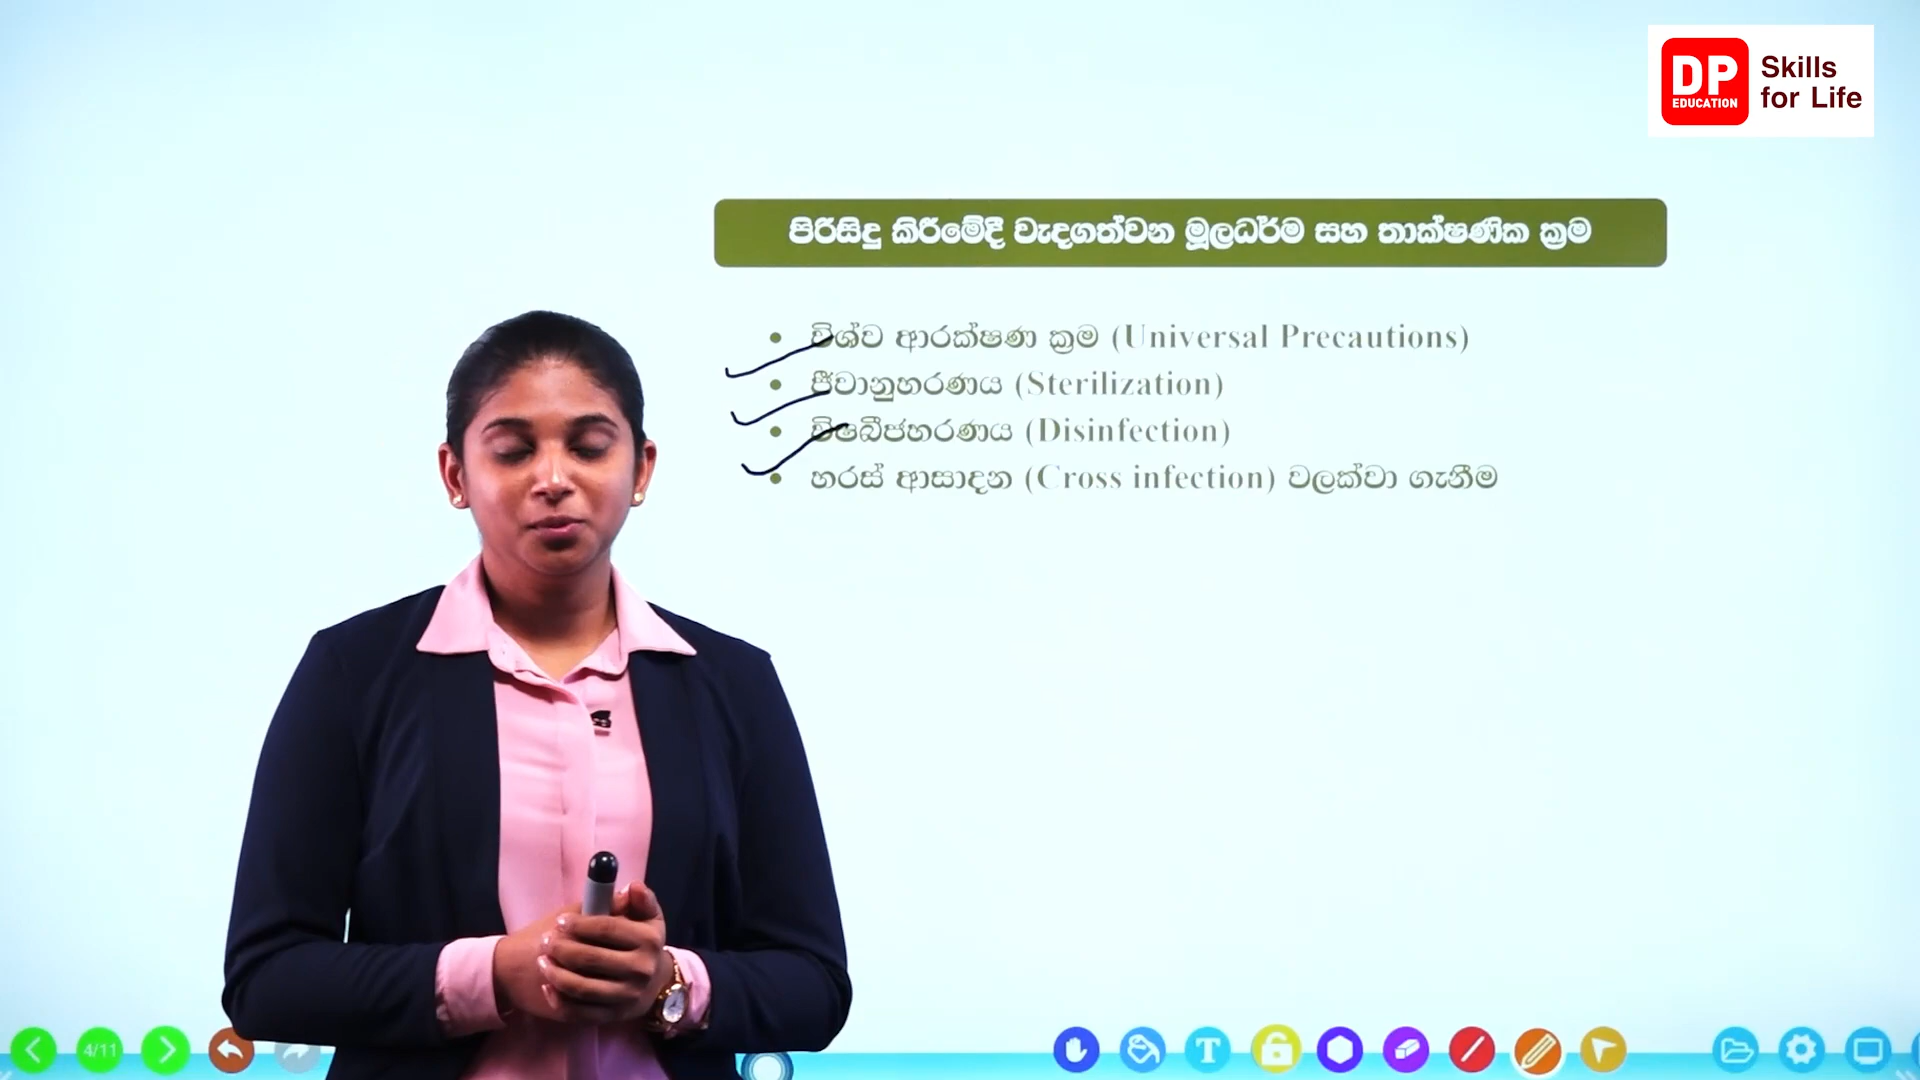 DP
EDUCATION
Skills
for Life
පිරිසිදු කිරීමේදී වැදගත්වන මූලධර්ම සහ තාක්ෂණික ක්‍රම
• විශ්ව ආරක්ෂණ ක්‍රම (Universal Precautions)
• ජීවානුහරණය (Sterilization)
• විෂබීජහරණය (Disinfection)
• හරස් ආසාදන (Cross infection) වලක්වා ගැනීම
4/11
T